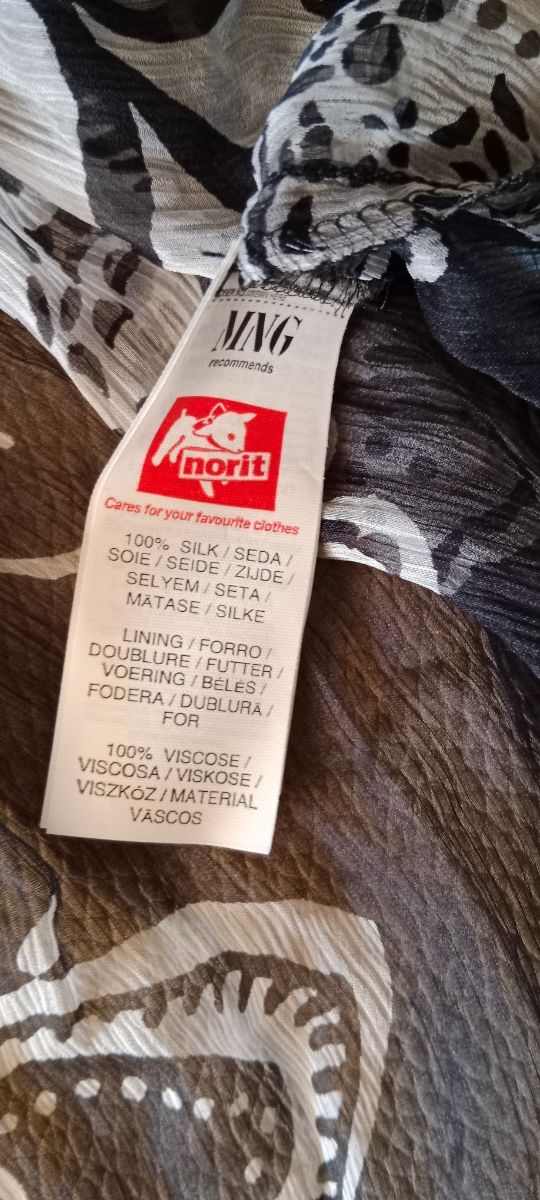 MNG
recommends
norit
Cares for your favourite clothes
100% SILK / SEDA /
SOIE / SEIDE / ZIJDE /
SELYEM / SETA /
MĂTASE / SILKE
LINING / FORRO /
DOUBLURE / FUTTER /
VOERING / BÉLÉS /
FODERA / DUBLURĂ /
FOR
100% VISCOSE /
VISCOSA / VISKOSE /
VISZKÓZ / MATERIAL
VÂSCOS